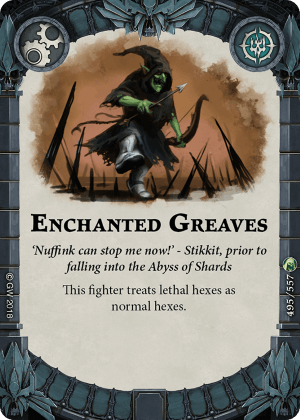 ENCHANTED GREAVES
'Nuffink can stop me now!' - Stikkit, prior to
falling into the Abyss of Shards
This fighter treats lethal hexes as
normal hexes.
© GW 2018
495/557